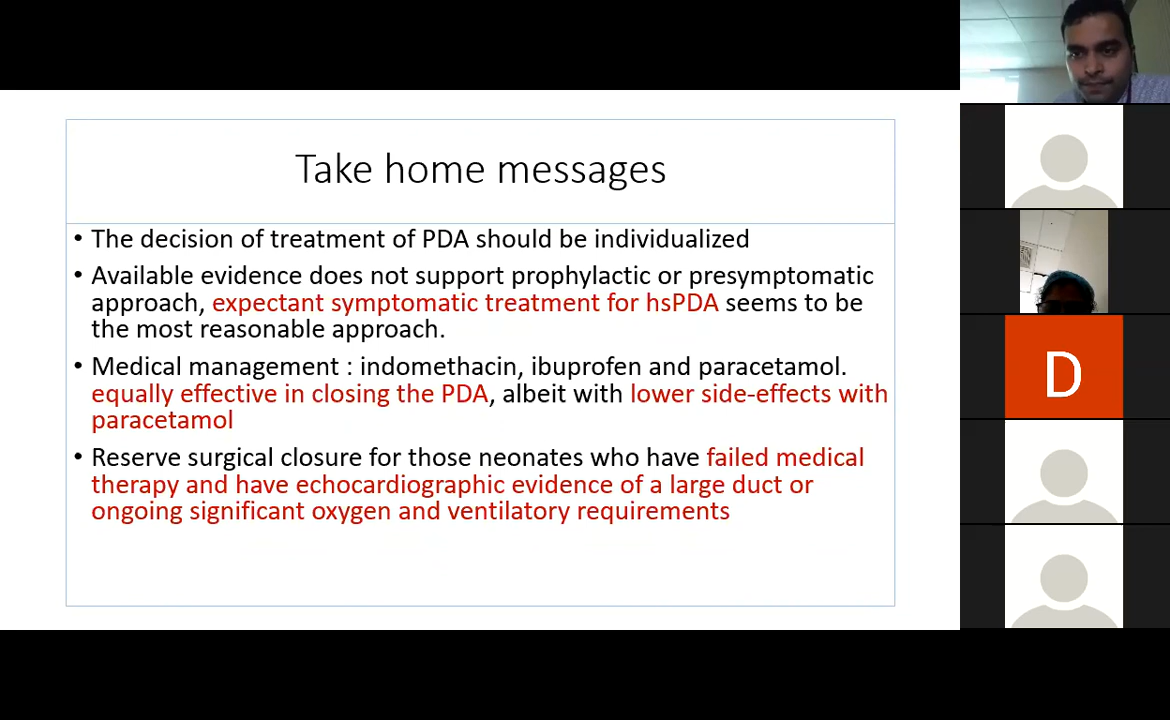 Take home messages
• The decision of treatment of PDA should be individualized
• Available evidence does not support prophylactic or presymptomatic
approach, expectant symptomatic treatment for hsPDA seems to be
the most reasonable approach.
• Medical management : indomethacin, ibuprofen and paracetamol.
equally effective in closing the PDA, albeit with lower side-effects with
paracetamol
• Reserve surgical closure for those neonates who have failed medical
therapy and have echocardiographic evidence of a large duct or
ongoing significant oxygen and ventilatory requirements
D